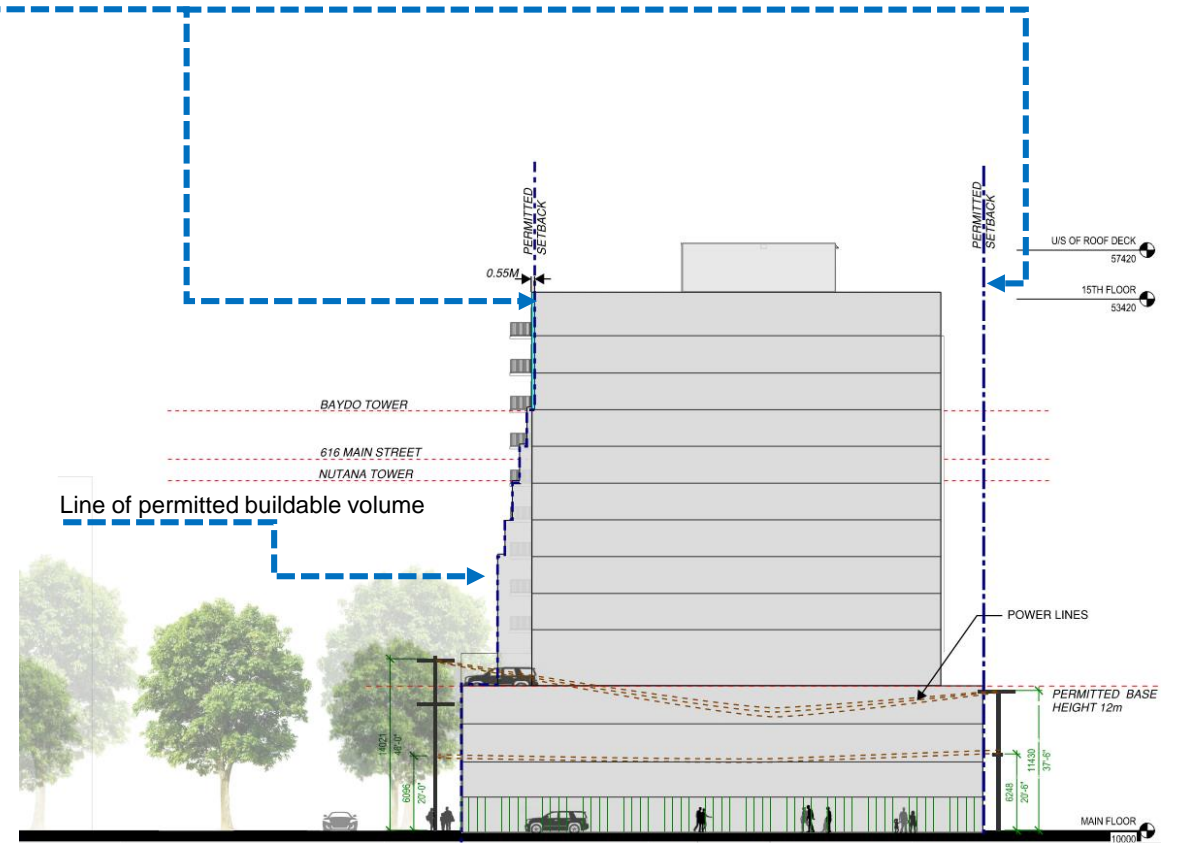 PERMITTED
SETBACK
PERMITTED
SETBACK
U/S OF ROOF DECK
57420
0.55M
15TH FLOOR
53420
BAYDO TOWER
616 MAIN STREET
NUTANA TOWER
Line of permitted buildable volume
POWER LINES
PERMITTED BASE
HEIGHT 12m
14021
46'-0"
6096
20'-0"
6248
20'-6"
11430
37'-6"
MAIN FLOOR
10000